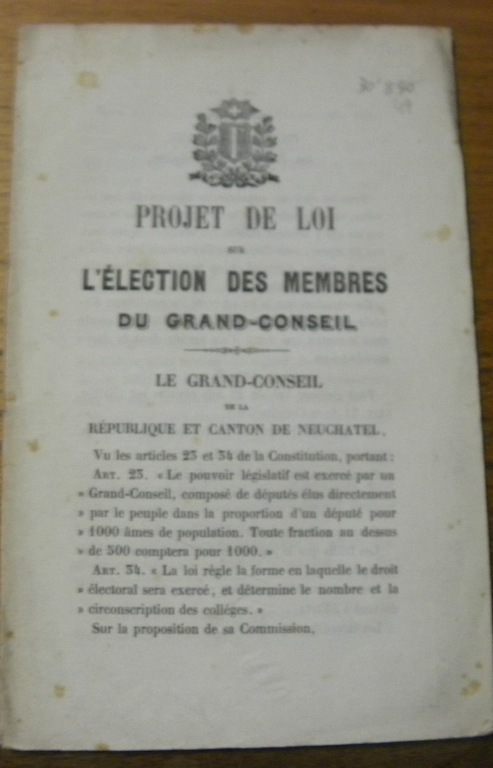 PROJET DE LOI
SUR
L'ÉLECTION DES MEMBRES
DU GRAND-CONSEIL
LE GRAND-CONSEIL
DE LA
RÉPUBLIQUE ET CANTON DE NEUCHATEL,
Vu les articles 23 et 34 de la Constitution, portant:
ART. 23. « Le pouvoir législatif est exercé par un
» Grand-Conseil, composé de députés élus directement
» par le peuple dans la proportion d'un député pour
» 1000 âmes de population. Toute fraction au dessus
» de 500 comptera pour 1000. »
ART. 34. « La loi règle la forme en laquelle le droit
» électoral sera exercé, et détermine le nombre et la
» circonscription des colléges. »
Sur la proposition de sa Commission,